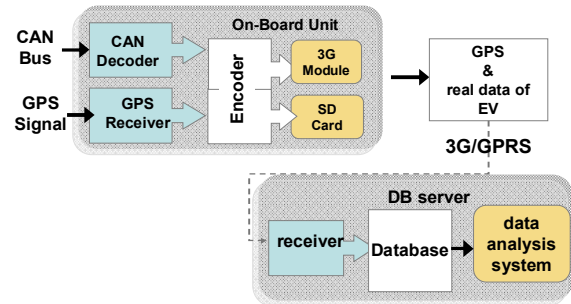 On-Board Unit
CAN
Bus
CAN
Decoder
3G
Module
GPS
Signal
GPS
Receiver
Encoder
SD
Card
GPS
&
real data of
EV
3G/GPRS
DB server
receiver
Database
data
analysis
system